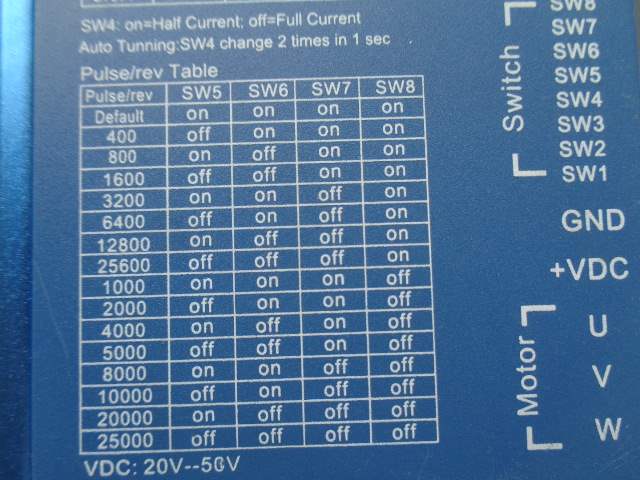 SW4: on=Half Current; off=Full Current
Auto Tunning:SW4 change 2 times in 1 sec
Pulse/rev Table
Pulse/rev SW5 SW6 SW7 SW8
Default on on on on
400 off on on on
800 on off on on
1600 off off on on
3200 on on off on
6400 off on off on
12800 on off off on
25600 off off off on
1000 on on on off
2000 off on on off
4000 on off on off
5000 off off on off
8000 on on off off
10000 off on off off
20000 on off off off
25000 off off off off
VDC: 20V--50V
Switch
SW8
SW7
SW6
SW5
SW4
SW3
SW2
SW1
GND
+VDC
Motor
U
V
W